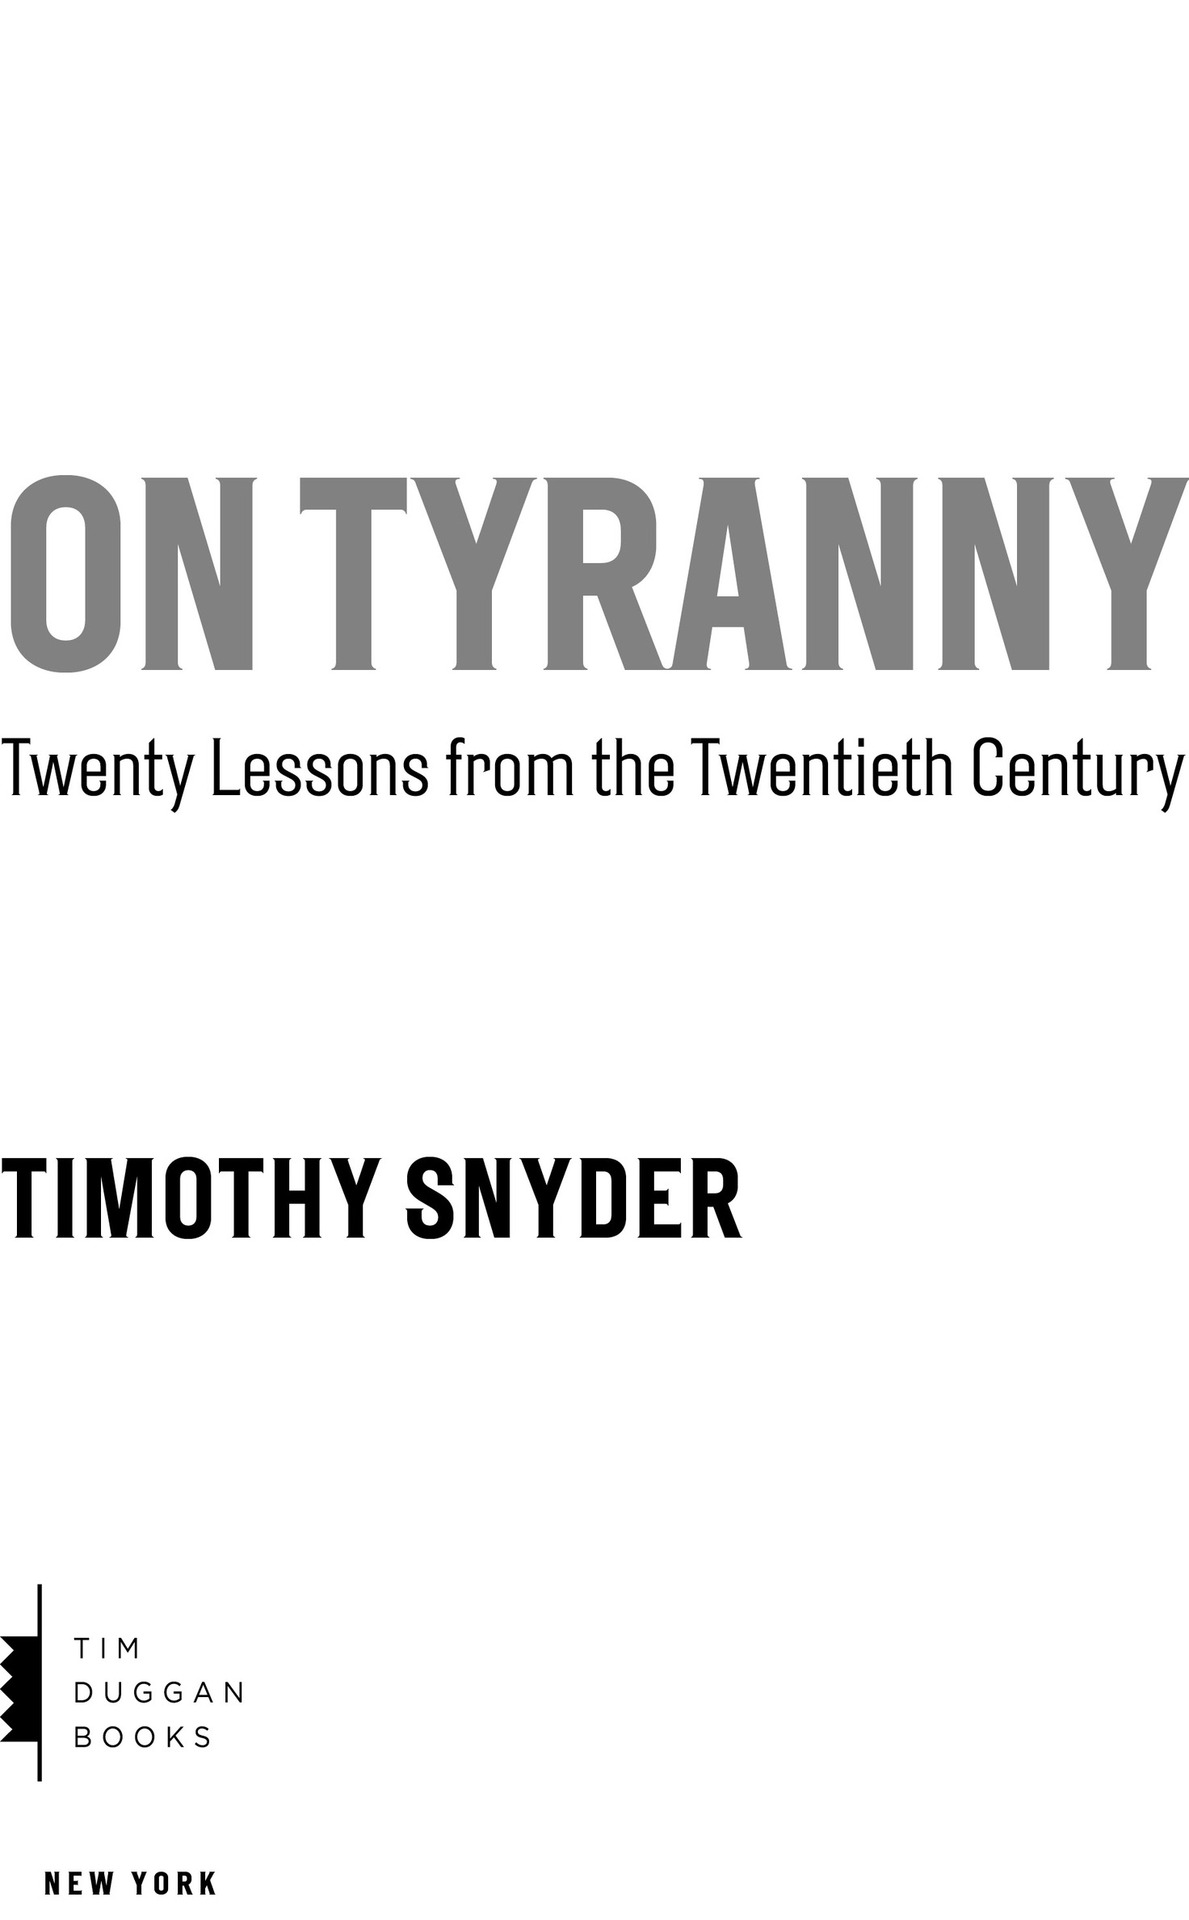 ON TYRANNY
Twenty Lessons from the Twentieth Century
TIMOTHY SNYDER
TIM
DUGGAN
BOOKS
NEW YORK